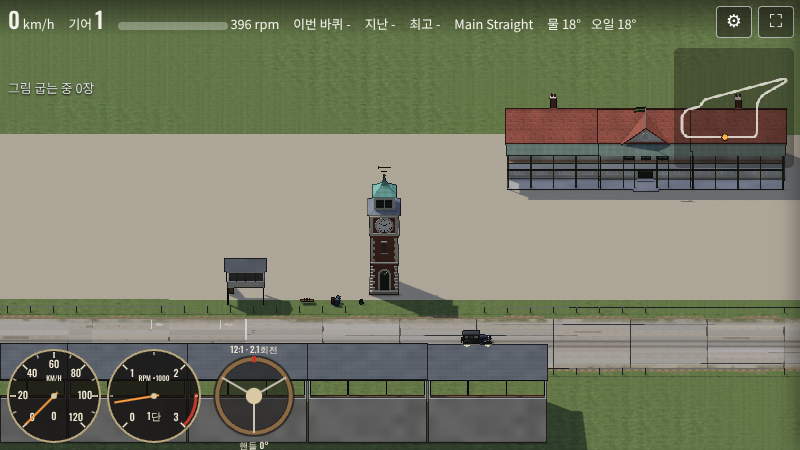 0 km/h 기어 1 396 rpm 이번 바퀴 - 지난 - 최고 - Main Straight 물 18° 오일 18°
그림 굽는 중 0장
12:1 · 2.1회전
0 20 40 60 80 100 120 KM/H 0
0 1 2 3 RPM ×1000 1단
핸들 0°